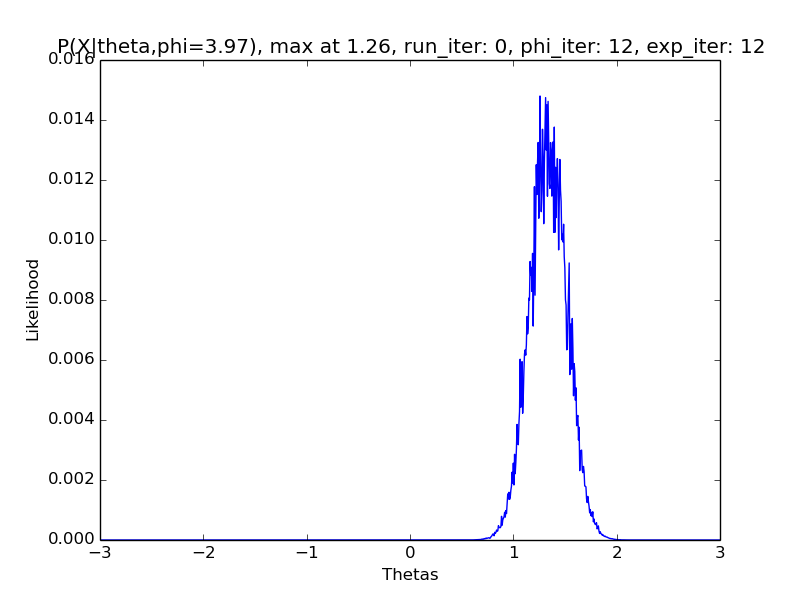 P(X|theta,phi=3.97), max at 1.26, run_iter: 0, phi_iter: 12, exp_iter: 12
0.016
0.014
0.012
0.010
0.008
0.006
0.004
0.002
0.000
Likelihood
−3 −2 −1 0 1 2 3
Thetas